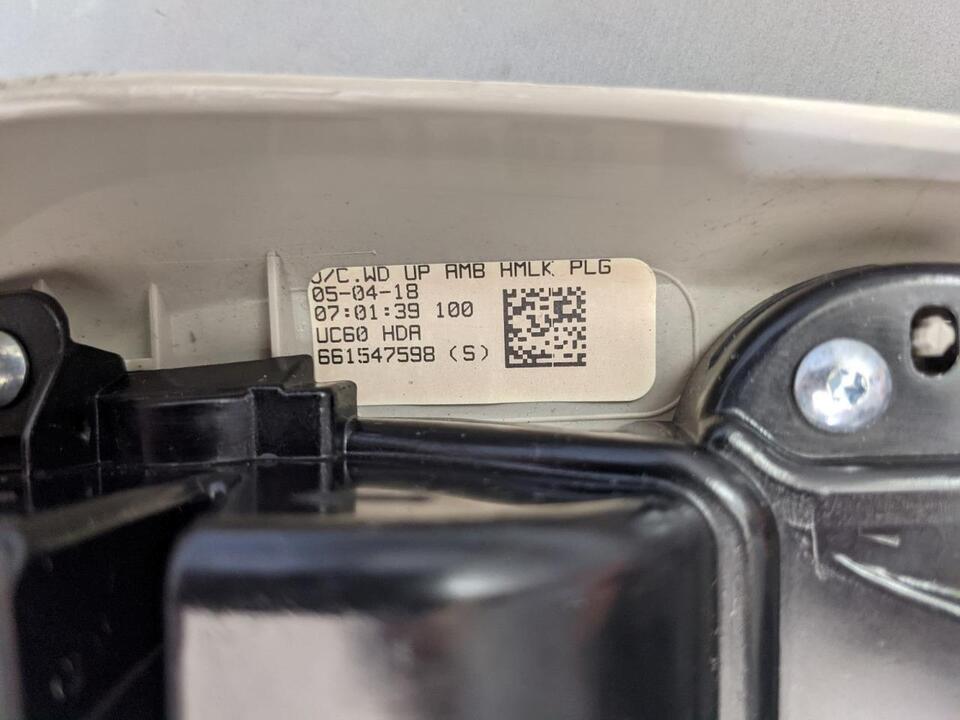 O/C.WD UP AMB HMLK PLG
05-04-18
07:01:39 100
UC60 HDA
661547598 (S)